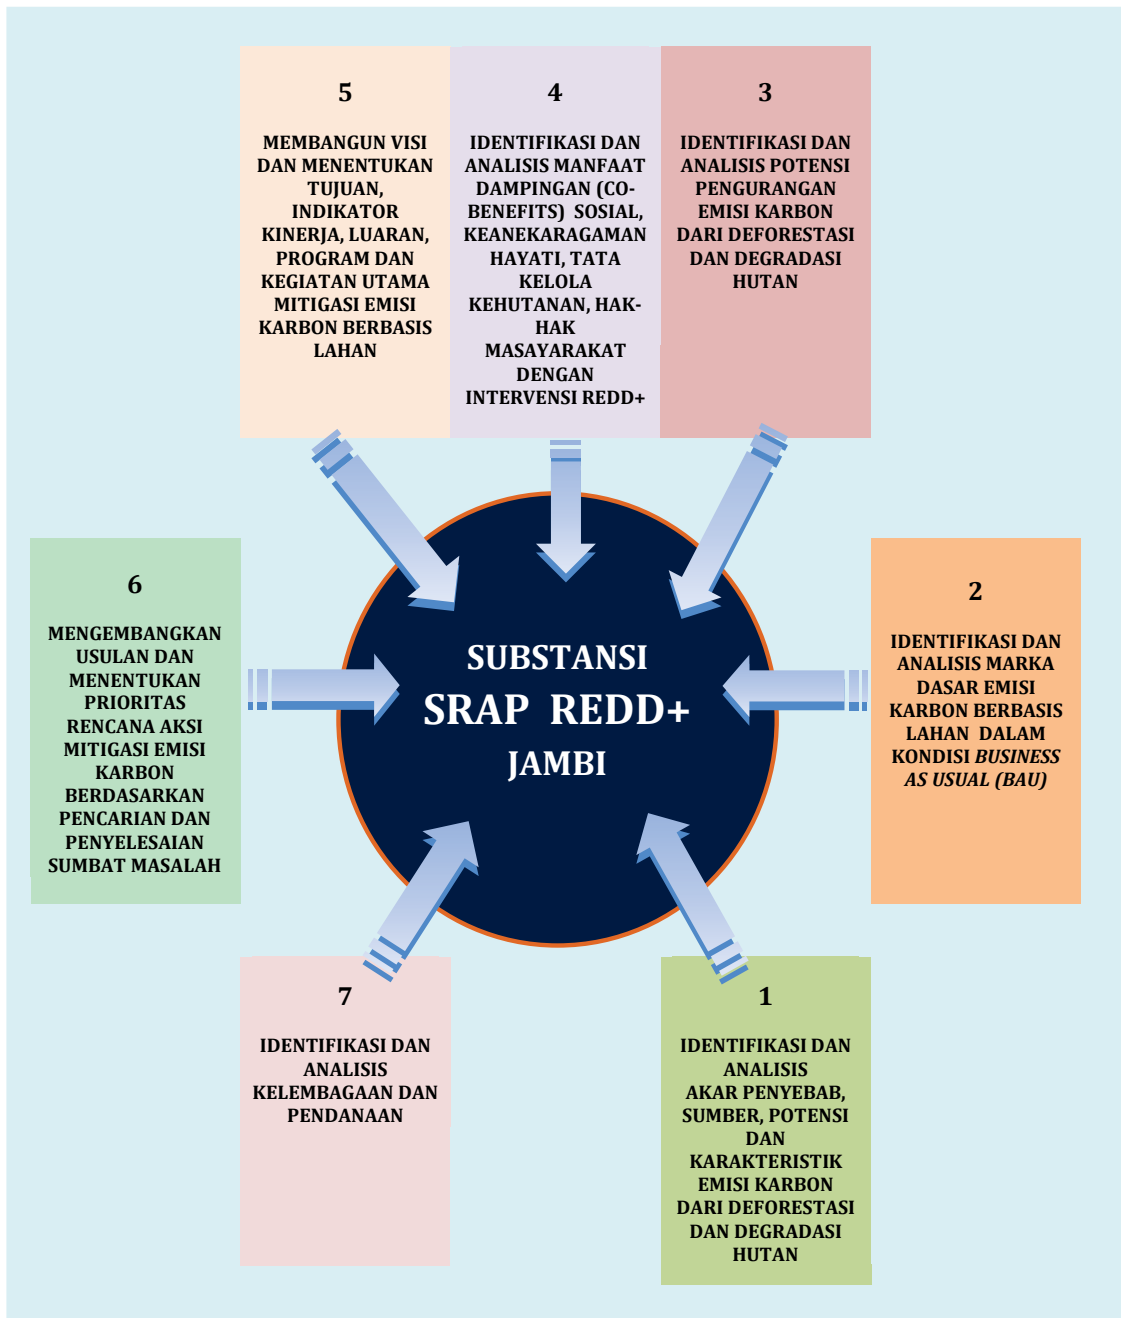 5
MEMBANGUN VISI
DAN MENENTUKAN
TUJUAN,
INDIKATOR
KINERJA, LUARAN,
PROGRAM DAN
KEGIATAN UTAMA
MITIGASI EMISI
KARBON BERBASIS
LAHAN
4
IDENTIFIKASI DAN
ANALISIS MANFAAT
DAMPINGAN (CO-
BENEFITS) SOSIAL,
KEANEKARAGAMAN
HAYATI, TATA
KELOLA
KEHUTANAN, HAK-
HAK
MASAYARAKAT
DENGAN
INTERVENSI REDD+
3
IDENTIFIKASI DAN
ANALISIS POTENSI
PENGURANGAN
EMISI KARBON
DARI DEFORESTASI
DAN DEGRADASI
HUTAN
6
MENGEMBANGKAN
USULAN DAN
MENENTUKAN
PRIORITAS
RENCANA AKSI
MITIGASI EMISI
KARBON
BERDASARKAN
PENCARIAN DAN
PENYELESAIAN
SUMBAT MASALAH
SUBSTANSI
SRAP REDD+
JAMBI
2
IDENTIFIKASI DAN
ANALISIS MARKA
DASAR EMISI
KARBON BERBASIS
LAHAN DALAM
KONDISI BUSINESS
AS USUAL (BAU)
7
IDENTIFIKASI DAN
ANALISIS
KELEMBAGAAN DAN
PENDANAAN
1
IDENTIFIKASI DAN
ANALISIS
AKAR PENYEBAB,
SUMBER, POTENSI
DAN
KARAKTERISTIK
EMISI KARBON
DARI DEFORESTASI
DAN DEGRADASI
HUTAN